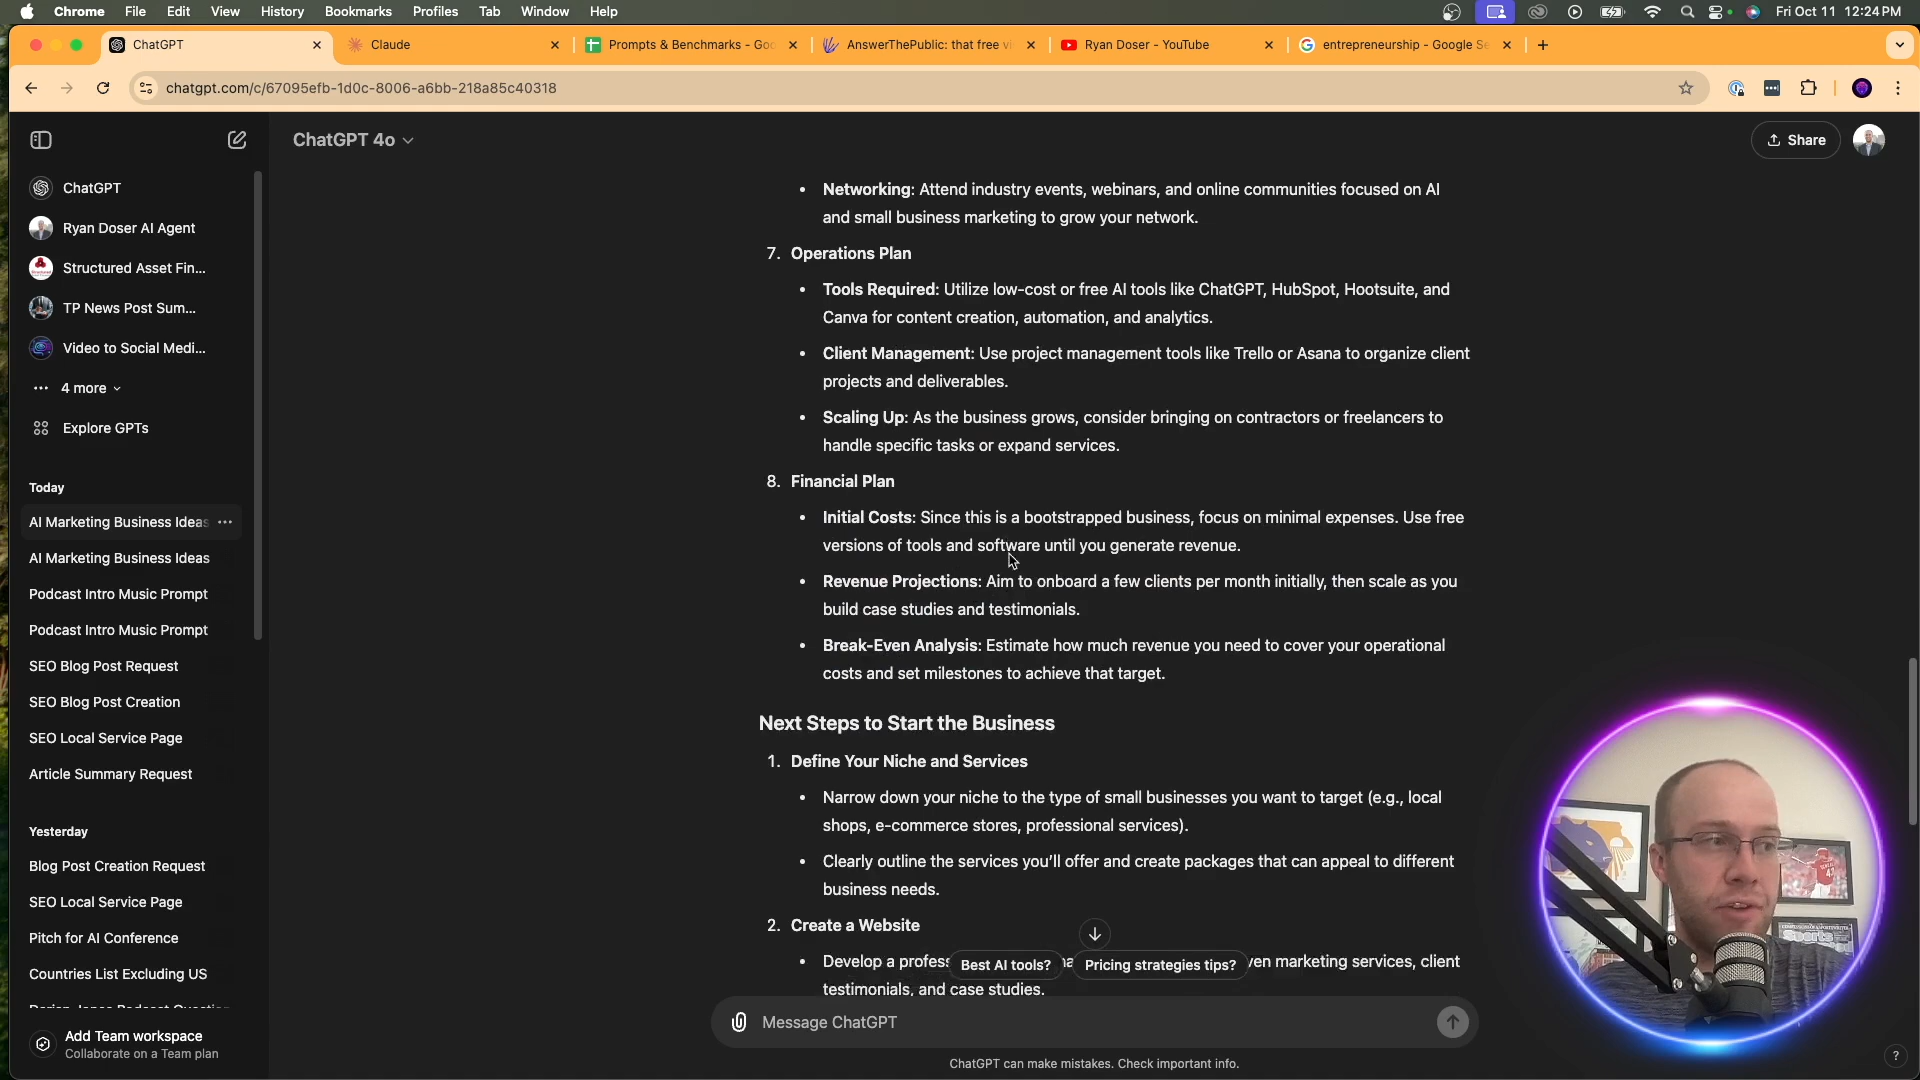 Chrome File Edit View History Bookmarks Profiles Tab Window Help Fri Oct 11 12:24 PM
ChatGPT
Claude
Prompts & Benchmarks - Goo
AnswerThePublic: that free vi
Ryan Doser - YouTube
entrepreneurship - Google Se
chatgpt.com/c/67095efb-1d0c-8006-a6bb-218a85c40318
ChatGPT 4o
Share
ChatGPT
Ryan Doser AI Agent
Structured Asset Fin...
TP News Post Sum...
Video to Social Medi...
4 more
Explore GPTs
Today
AI Marketing Business Ideas
AI Marketing Business Ideas
Podcast Intro Music Prompt
Podcast Intro Music Prompt
SEO Blog Post Request
SEO Blog Post Creation
SEO Local Service Page
Article Summary Request
Yesterday
Blog Post Creation Request
SEO Local Service Page
Pitch for AI Conference
Countries List Excluding US
Add Team workspace
Collaborate on a Team plan
• Networking: Attend industry events, webinars, and online communities focused on AI
and small business marketing to grow your network.
7. Operations Plan
• Tools Required: Utilize low-cost or free AI tools like ChatGPT, HubSpot, Hootsuite, and
Canva for content creation, automation, and analytics.
• Client Management: Use project management tools like Trello or Asana to organize client
projects and deliverables.
• Scaling Up: As the business grows, consider bringing on contractors or freelancers to
handle specific tasks or expand services.
8. Financial Plan
• Initial Costs: Since this is a bootstrapped business, focus on minimal expenses. Use free
versions of tools and software until you generate revenue.
• Revenue Projections: Aim to onboard a few clients per month initially, then scale as you
build case studies and testimonials.
• Break-Even Analysis: Estimate how much revenue you need to cover your operational
costs and set milestones to achieve that target.
Next Steps to Start the Business
1. Define Your Niche and Services
• Narrow down your niche to the type of small businesses you want to target (e.g., local
shops, e-commerce stores, professional services).
• Clearly outline the services you'll offer and create packages that can appeal to different
business needs.
2. Create a Website
• Develop a profess
marketing services, client
Best AI tools? Pricing strategies tips?
testimonials, and case studies.
Message ChatGPT
ChatGPT can make mistakes. Check important info.
?